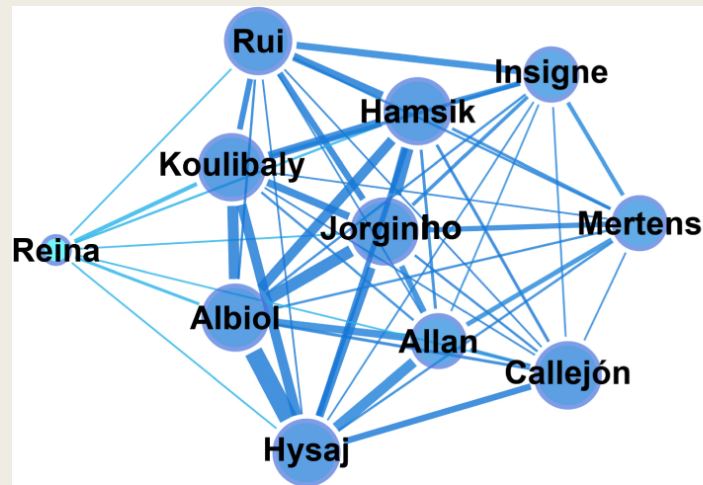 Rui
Insigne
Hamsik
Koulibaly
Jorginho
Mertens
Reina
Albiol
Allan
Callejón
Hysaj